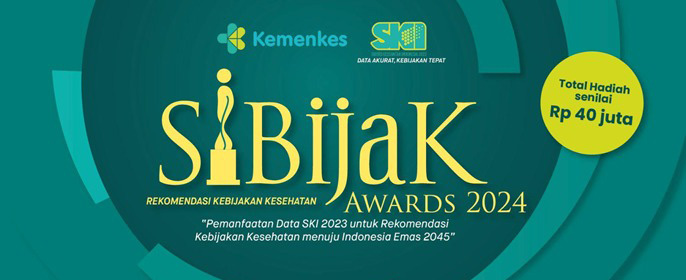 Kemenkes
SKI
DATA AKURAT, KEBIJAKAN TEPAT
Total Hadiah
senilai
Rp 40 juta
SiBijaK
REKOMENDASI KEBIJAKAN KESEHATAN
AWARDS 2024
"Pemanfaatan Data SKI 2023 untuk Rekomendasi
Kebijakan Kesehatan menuju Indonesia Emas 2045"